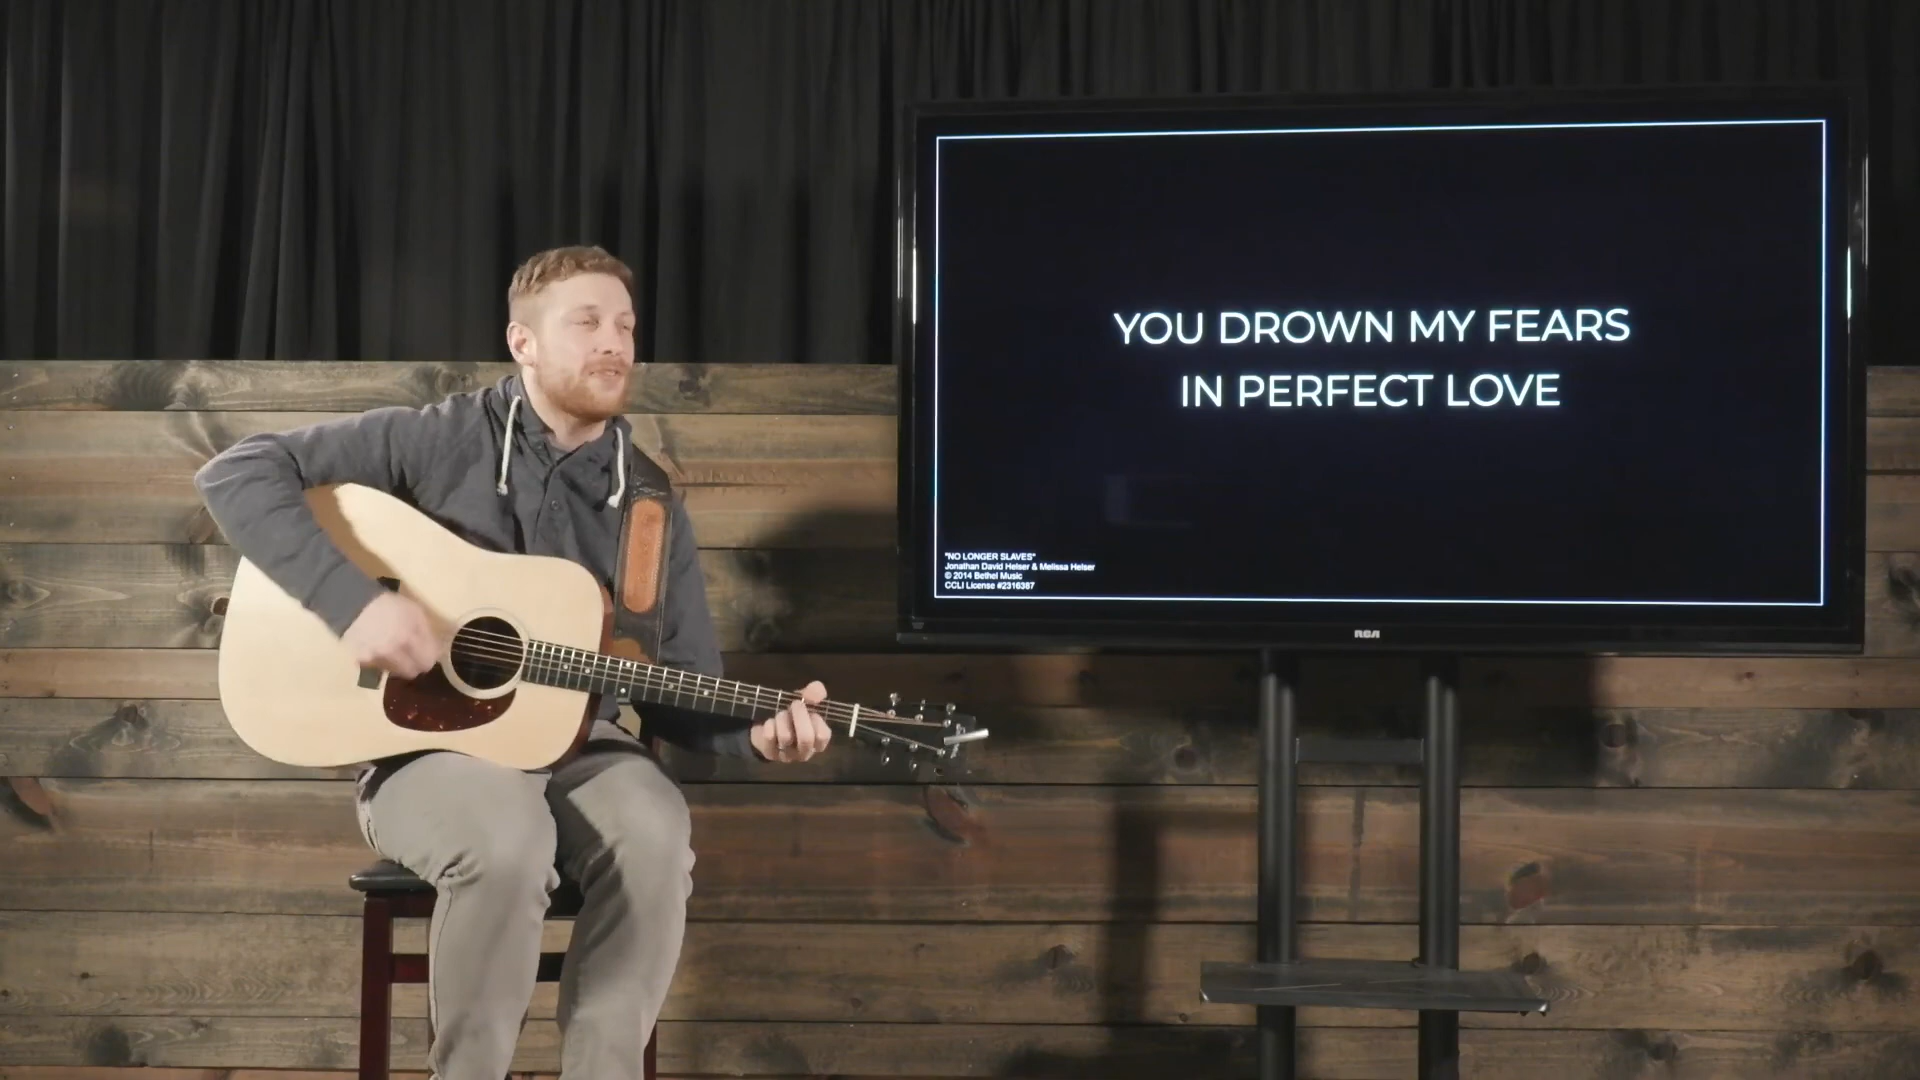 YOU DROWN MY FEARS
IN PERFECT LOVE
"NO LONGER SLAVES"
Jonathan David Helser & Melissa Helser
© 2014 Bethel Music
CCLI License #2316387
RCA